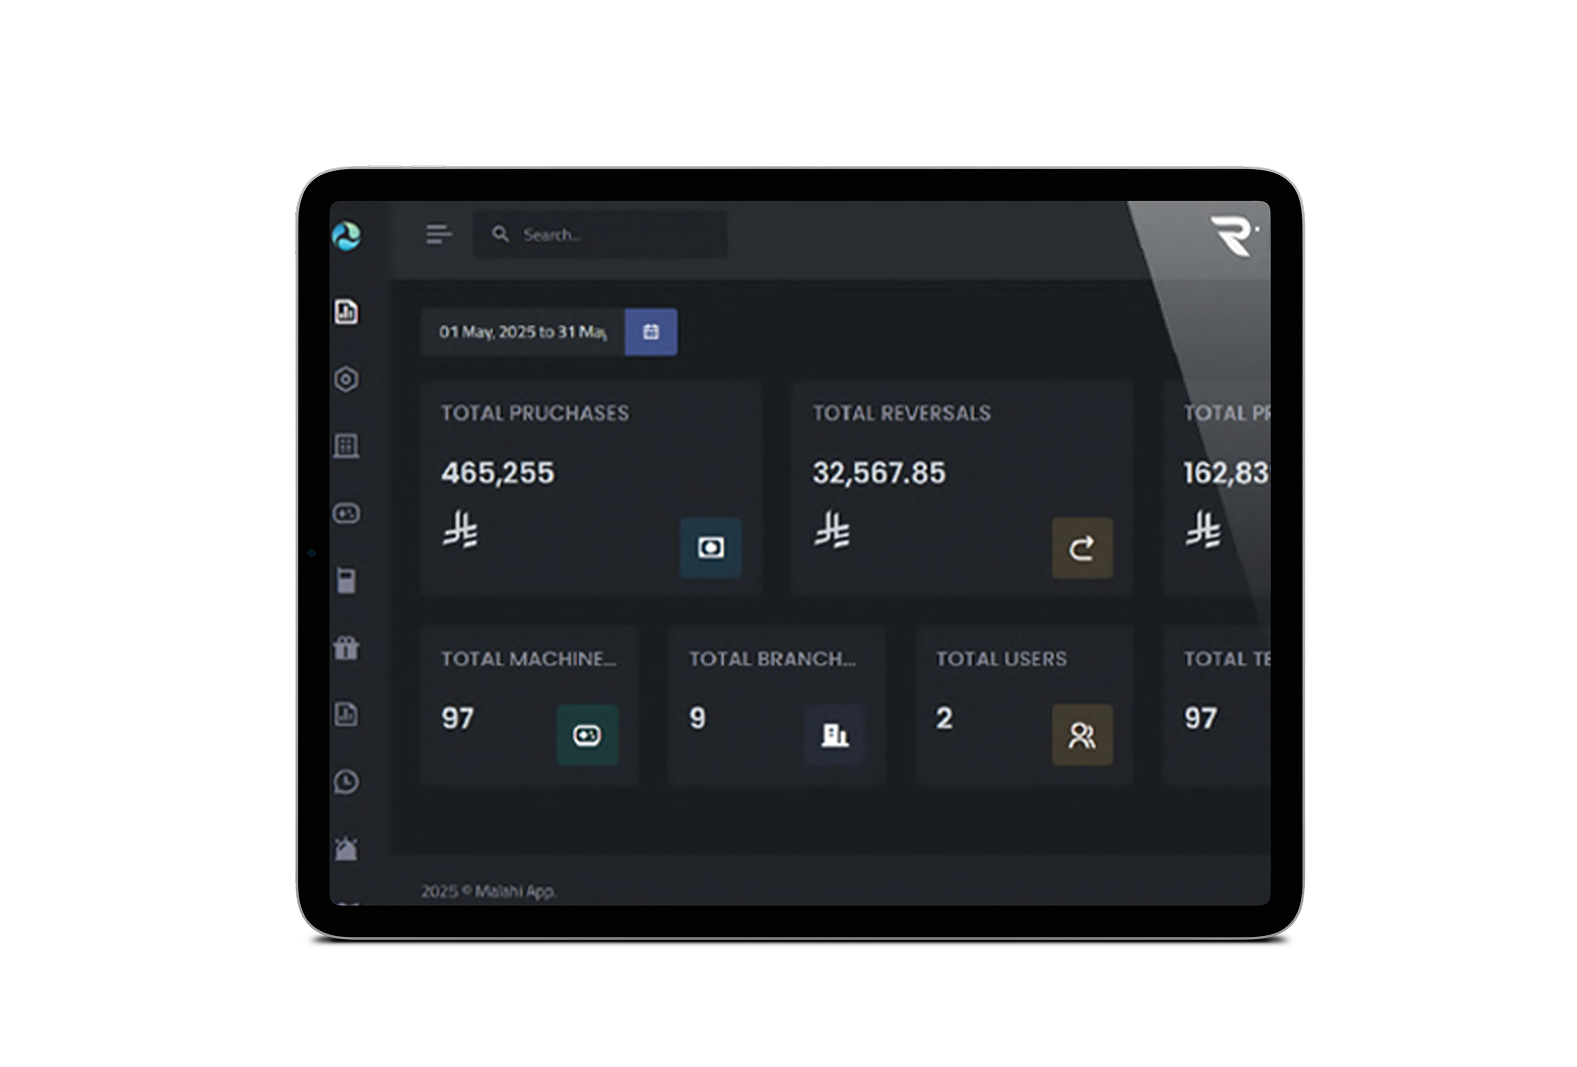 Search...
01 May, 2025 to 31 May,
TOTAL PRUCHASES
465,255
TOTAL REVERSALS
32,567.85
TOTAL PR
162,83
TOTAL MACHINE...
97
TOTAL BRANCH...
9
TOTAL USERS
2
TOTAL TE
97
2025 © Malahi App.